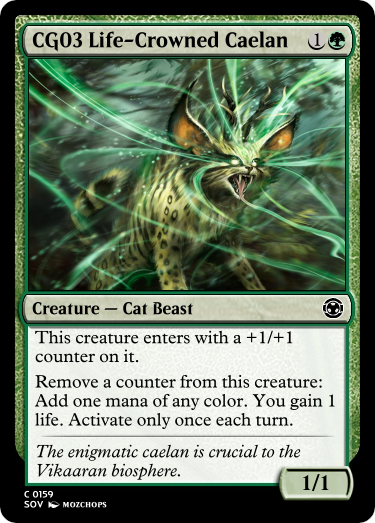 CG03 Life-Crowned Caelan 1
Creature — Cat Beast
This creature enters with a +1/+1
counter on it.
Remove a counter from this creature:
Add one mana of any color. You gain 1
life. Activate only once each turn.
The enigmatic caelan is crucial to the
Vikaaran biosphere.
1/1
C 0159
SOV MOZCHOPS